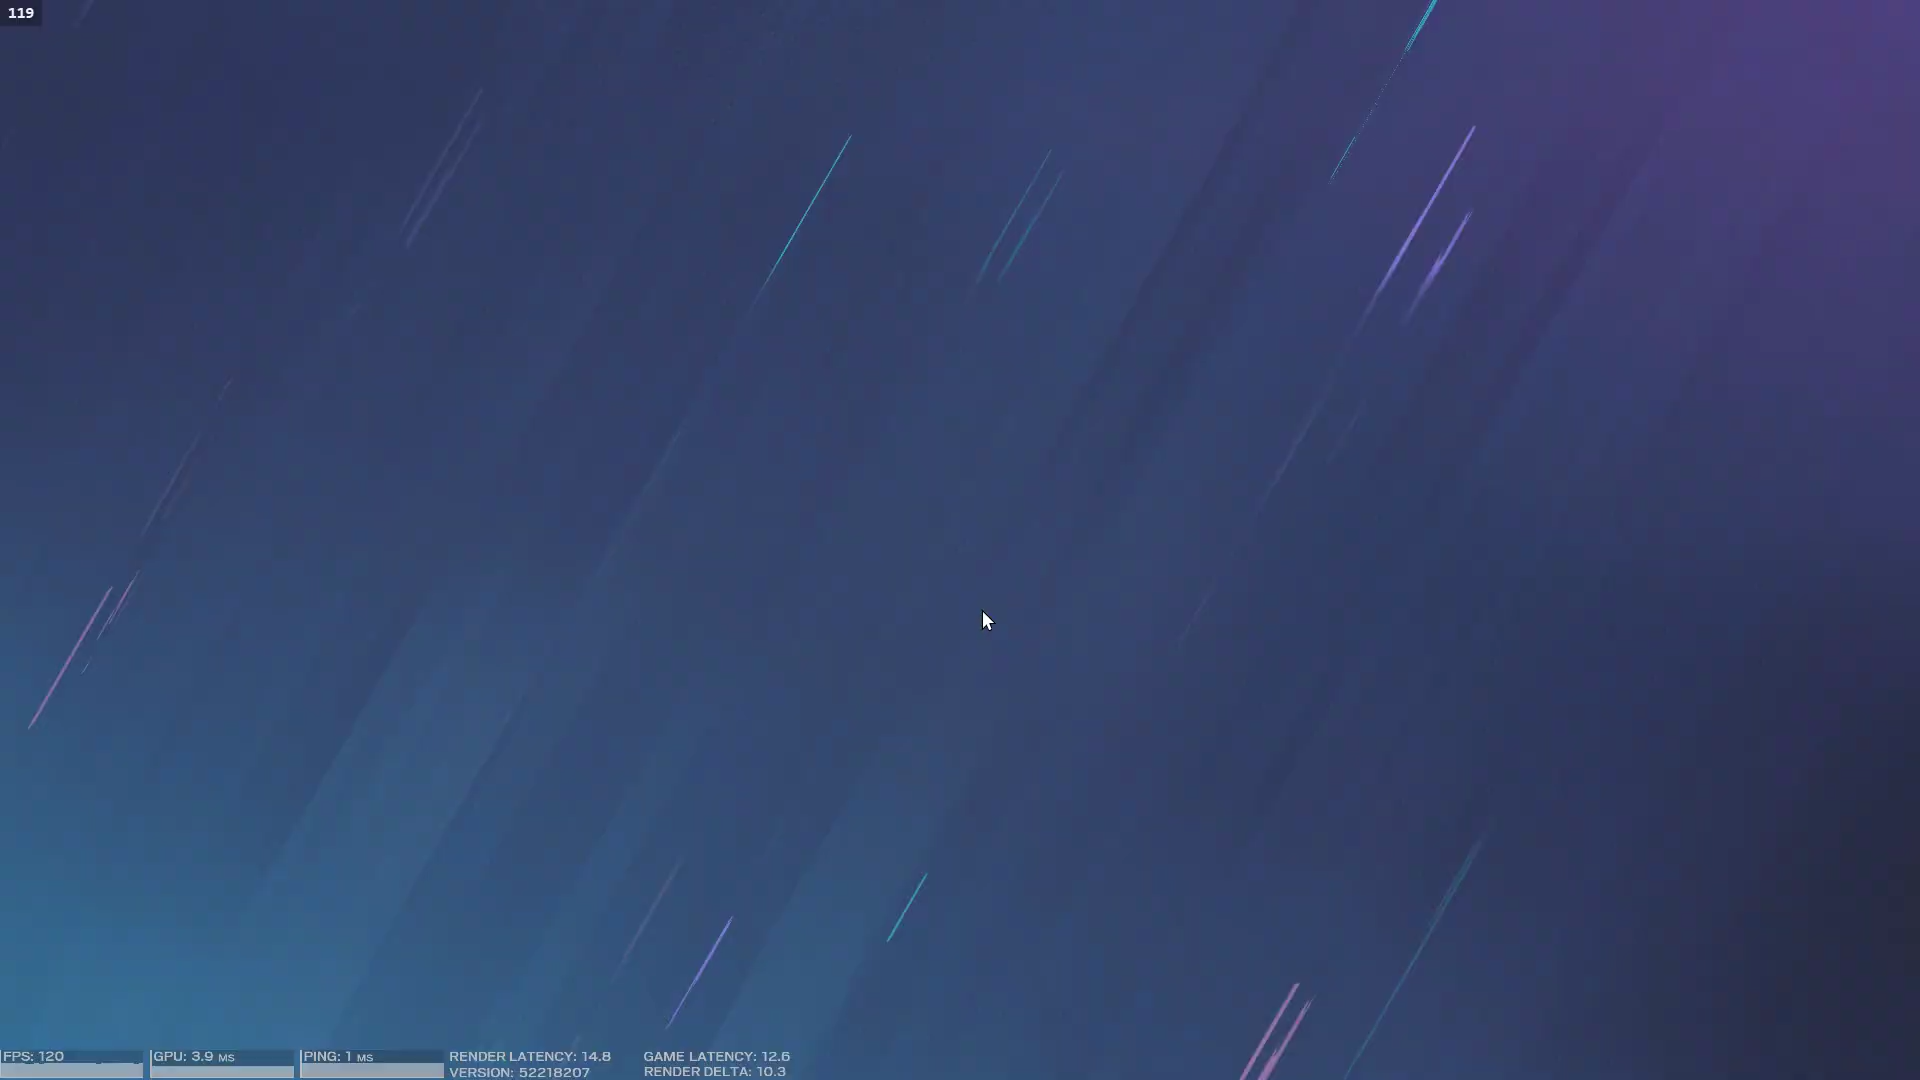 119
FPS: 120
GPU: 3.9 MS
PING: 1 MS
RENDER LATENCY: 14.8
VERSION: 52218207
GAME LATENCY: 12.6
RENDER DELTA: 10.3